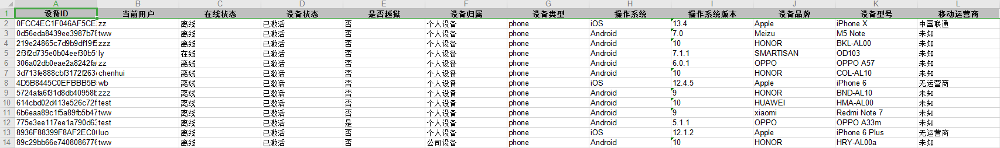 A B C D E F G H I J K L
1 设备ID 当前用户 在线状态 设备状态 是否越狱 设备归属 设备类型 操作系统 操作系统版本 设备品牌 设备型号 移动运营商
2 0FCC4EC1F046AF5CE zz 离线 已激活 否 个人设备 phone iOS 13.4 Apple iPhone X 中国联通
3 0d56eda8439ee3987b78 tww 离线 已激活 否 个人设备 phone Android 7.0 Meizu M5 Note 未知
4 219e24865c7d9b9df19f5 zzz 离线 已激活 否 个人设备 phone Android 10 HONOR BKL-AL00 未知
5 2f3f2d735e0b04eef30b5 ly 在线 已激活 否 个人设备 phone Android 7.1.1 SMARTISAN OD103 未知
6 306a02db0eae2a8242fa zz 离线 已激活 否 个人设备 phone Android 6.0.1 OPPO OPPO A57 未知
7 3d713fe888cbf3172f263 chenhui 离线 已激活 否 个人设备 phone Android 10 HONOR COL-AL10 未知
8 4D5B8445C0EFBBB5B wb 离线 已激活 否 个人设备 phone iOS 12.4.5 Apple iPhone 6 无运营商
9 5724afa6f31d8db40958b zzz 离线 已激活 否 个人设备 phone Android 9 HONOR BND-AL10 未知
10 614cbd02d413e526c72f test 离线 已激活 否 个人设备 phone Android 10 HUAWEI HMA-AL00 未知
11 6b6eaa89c1f5a89fb5b47 tww 离线 已激活 否 个人设备 phone Android 9 xiaomi Redmi Note 7 未知
12 775e3ee117ee1a790d63 test 离线 已激活 是 个人设备 phone Android 5.1.1 OPPO OPPO A33m 未知
13 8936F88399F8AF2EC0 luo 离线 已激活 否 个人设备 phone iOS 12.1.2 Apple iPhone 6 Plus 无运营商
14 89c29bb66e7408086776 tww 离线 已激活 否 公司设备 phone Android 10 HONOR HRY-AL00a 未知